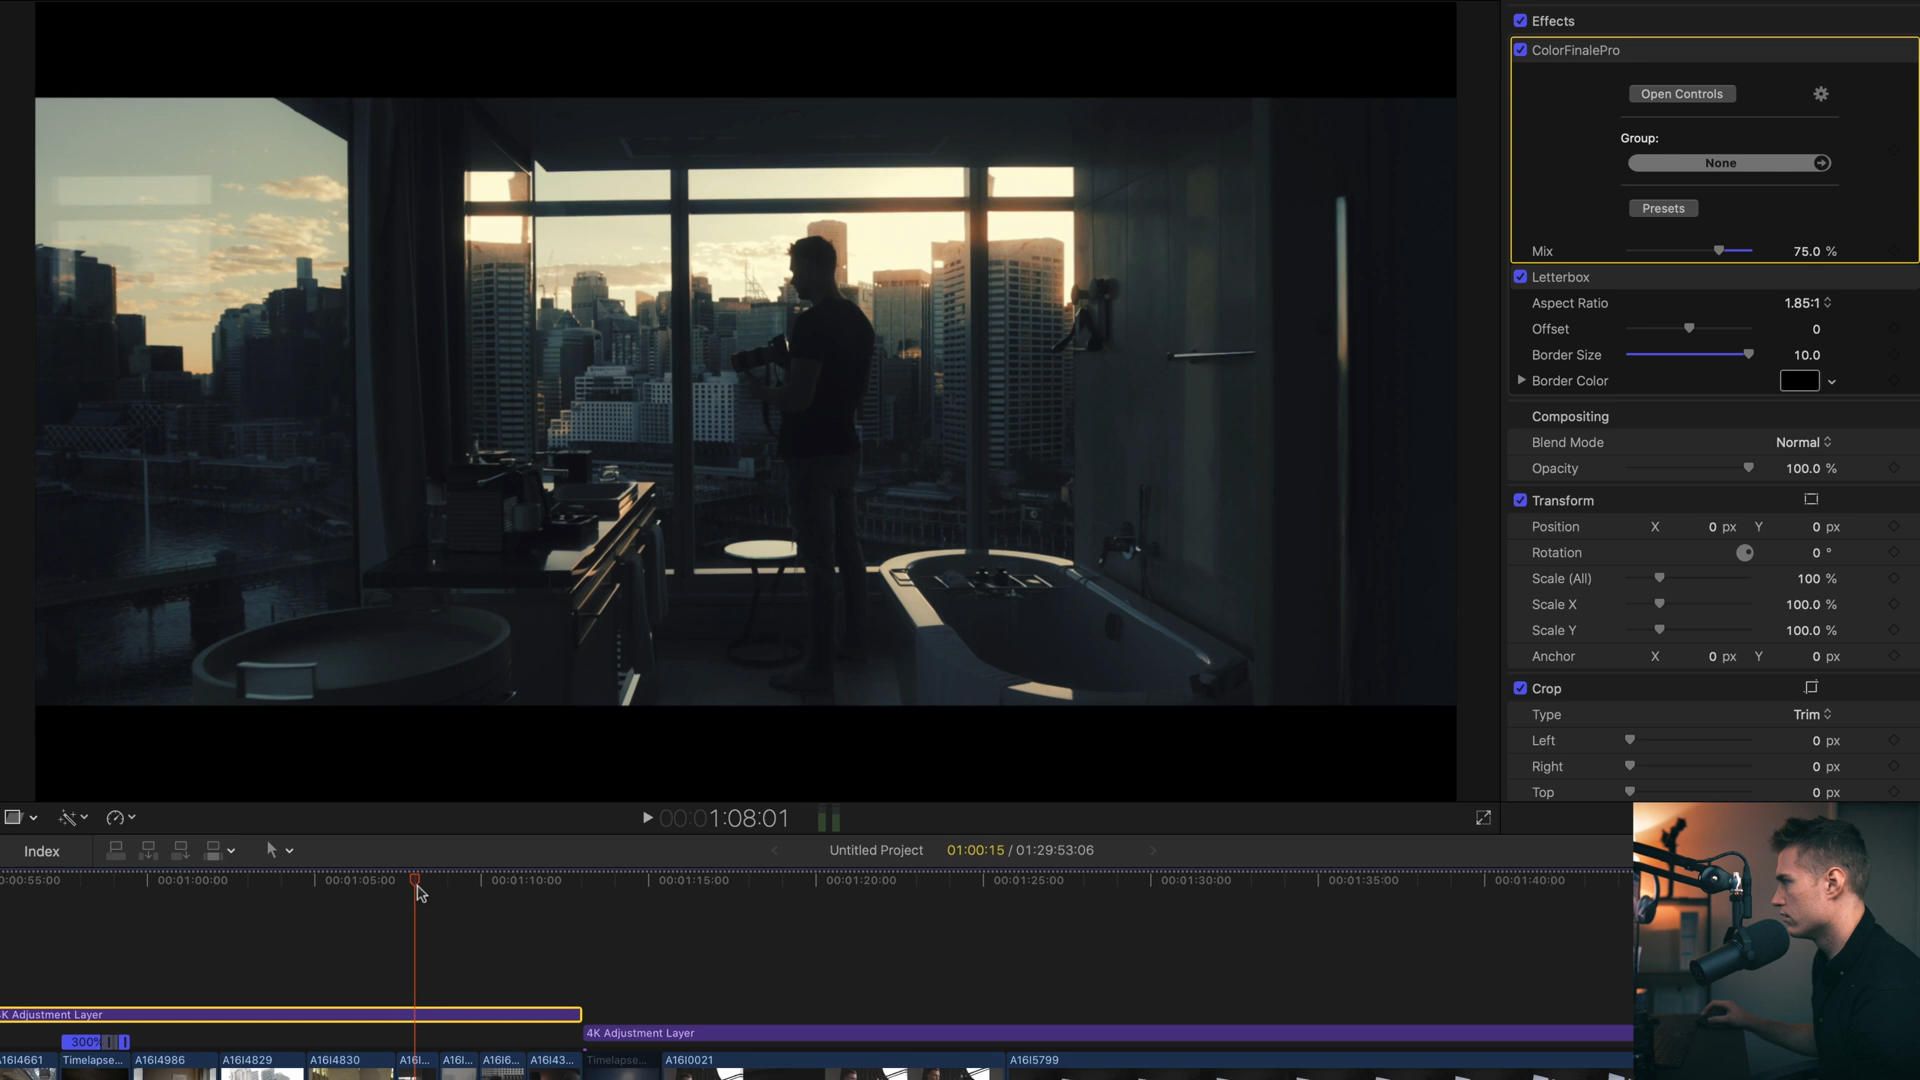 Effects
ColorFinalePro
Open Controls
Group:
None
Presets
Mix 75.0 %
Letterbox
Aspect Ratio 1.85:1
Offset 0
Border Size 10.0
Border Color
Compositing
Blend Mode Normal
Opacity 100.0 %
Transform
Position X 0 px Y 0 px
Rotation 0 °
Scale (All) 100 %
Scale X 100.0 %
Scale Y 100.0 %
Anchor X 0 px Y 0 px
Crop
Type Trim
Left 0 px
Right 0 px
Top 0 px
00:01:08:01
Index
Untitled Project 01:00:15 / 01:29:53:06
0:00:55:00 00:01:00:00 00:01:05:00 00:01:10:00 00:01:15:00 00:01:20:00 00:01:25:00 00:01:30:00 00:01:35:00 00:01:40:00
K Adjustment Layer
4K Adjustment Layer
300%
A16I4661 Timelapse... A16I4986 A16I4829 A16I4830 A16I... A16I... A16I6... A16I43... Timelapse... A16I0021 A16I5799